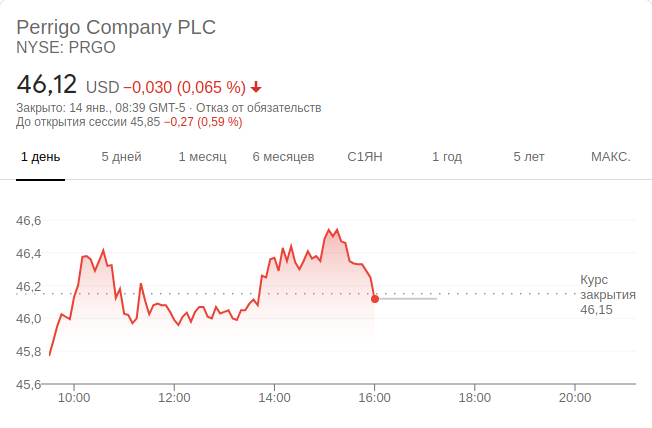 Perrigo Company PLC
NYSE: PRGO
46,12 USD −0,030 (0,065 %)
Закрыто: 14 янв., 08:39 GMT-5 · Отказ от обязательств
До открытия сессии 45,85 −0,27 (0,59 %)
1 день 5 дней 1 месяц 6 месяцев С1ЯН 1 год 5 лет МАКС.
46,6
46,4
46,2
46,0
45,8
45,6
Курс
закрытия
46,15
10:00 12:00 14:00 16:00 18:00 20:00